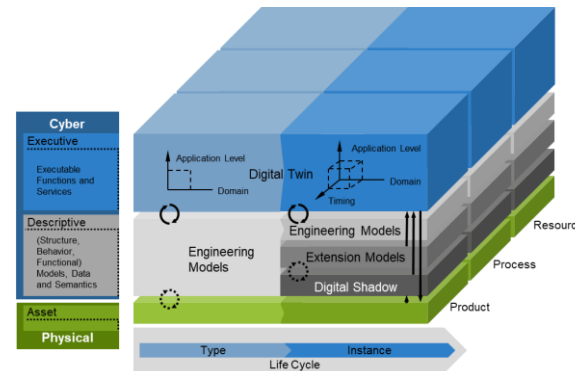 Cyber
Executive
Executable
Functions and
Services
Descriptive
(Structure,
Behavior,
Functional)
Models, Data
and Semantics
Asset
Physical
Application Level
Domain
Digital Twin
Application Level
Domain
Timing
Engineering
Models
Engineering Models
Extension Models
Digital Shadow
Resource
Process
Product
Type
Instance
Life Cycle